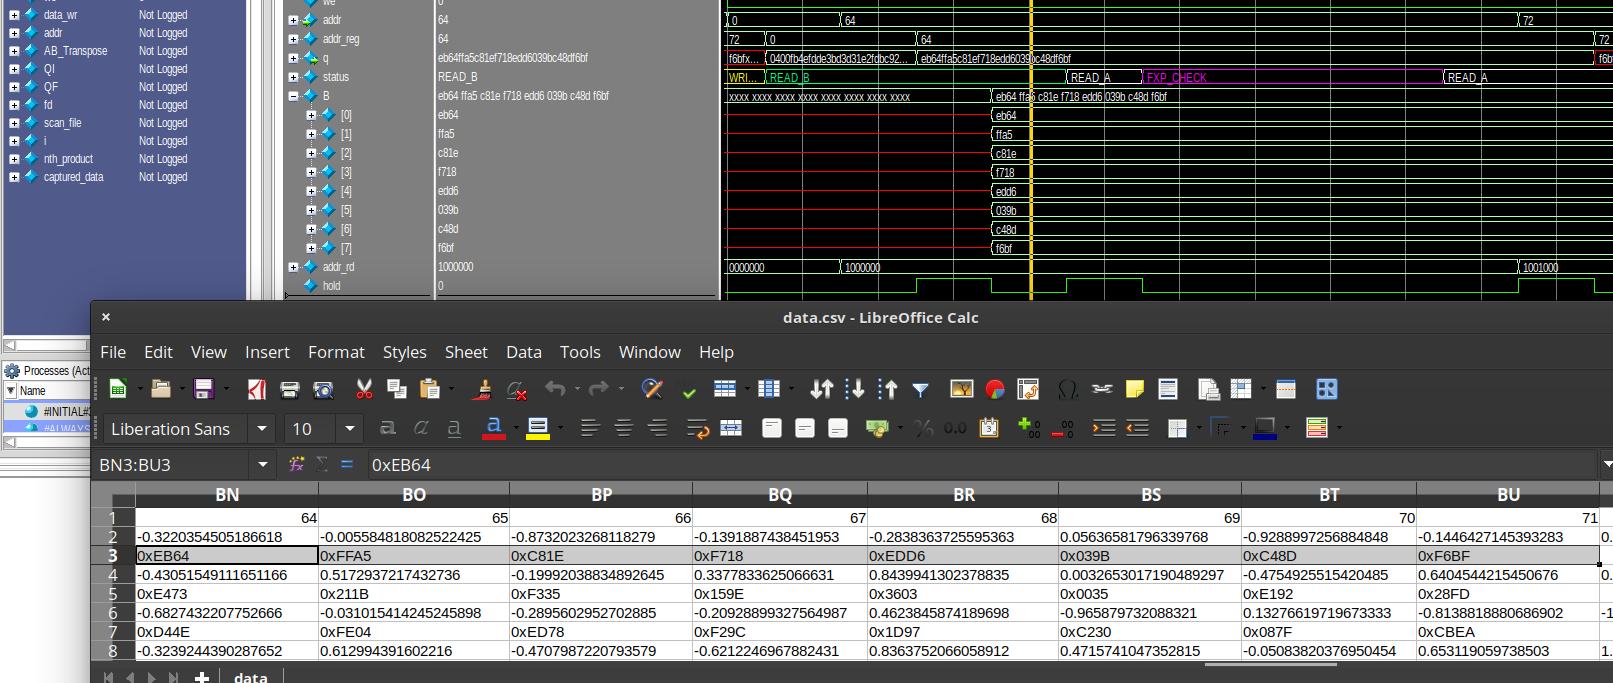 we 0
data_wr Not Logged
addr 64 0 64 72
addr Not Logged
addr_reg 64 72 0 64 72
AB_Transpose Not Logged
q eb64ffa5c81ef718edd6039bc48df6bf f6bfx... 0400fb4efdde3bd3d31e2fdbc92... eb64ffa5c81ef718edd6039bc48df6bf
QI Not Logged
status READ_B WRI... READ_B READ_A FXP_CHECK READ_A
QF Not Logged
B eb64 ffa5 c81e f718 edd6 039b c48d f6bf xxxx xxxx xxxx xxxx xxxx xxxx xxxx xxxx eb64 ffa5 c81e f718 edd6 039b c48d f6bf
fd Not Logged
[0] eb64 eb64
scan_file Not Logged
[1] ffa5 ffa5
i Not Logged
[2] c81e c81e
nth_product Not Logged
[3] f718 f718
captured_data Not Logged
[4] edd6 edd6
[5] 039b 039b
[6] c48d c48d
[7] f6bf f6bf
addr_rd 1000000 0000000 1000000 1001000
hold 0
Processes (Act
Name
#INITIAL#
#ALWAYS
data.csv - LibreOffice Calc
File Edit View Insert Format Styles Sheet Data Tools Window Help
Liberation Sans 10
BN3:BU3 0xEB64
BN BO BP BQ BR BS BT BU
1 64 65 66 67 68 69 70 71
2 -0.3220354505186618 -0.005584818082522425 -0.8732023268118279 -0.1391887438451953 -0.2838363725595363 0.05636581796339768 -0.9288997256884848 -0.1446427145393283 0.
3 0xEB64 0xFFA5 0xC81E 0xF718 0xEDD6 0x039B 0xC48D 0xF6BF
4 -0.43051549111651166 0.5172937217432736 -0.19992038834892645 0.3377833625066631 0.8439941302378835 0.0032653017190489297 -0.4754925515420485 0.6404544215450676 0.
5 0xE473 0x211B 0xF335 0x159E 0x3603 0x0035 0xE192 0x28FD
6 -0.6827432207752666 -0.031015414245245898 -0.2895602952702885 -0.20928899327564987 0.4623845874189698 -0.965879732088321 0.13276619719673333 -0.8138818880686902 -1
7 0xD44E 0xFE04 0xED78 0xF29C 0x1D97 0xC230 0x087F 0xCBEA
8 -0.3239244390287652 0.612994391602216 -0.4707987220793579 -0.6212246967882431 0.8363752066058912 0.4715741047352815 -0.05083820376950454 0.653119059738503 1.
data